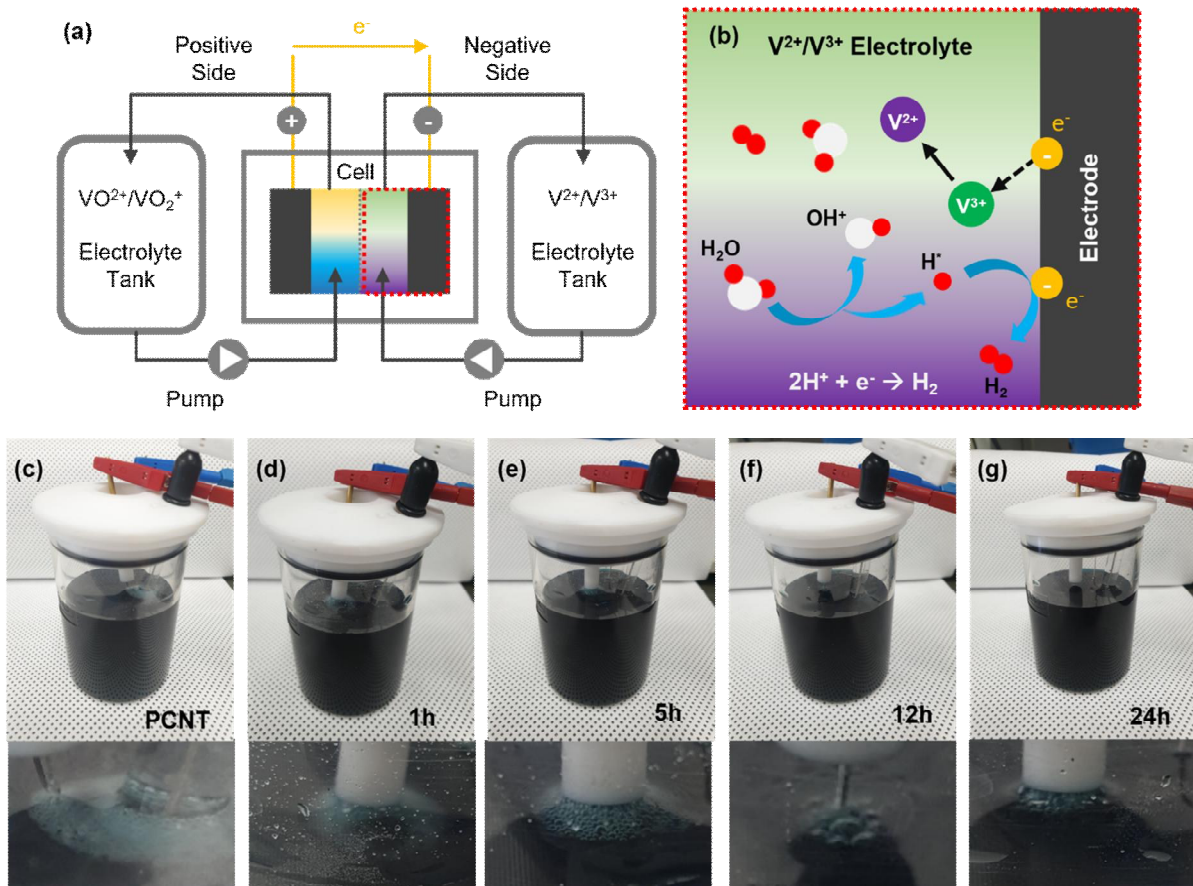 (a)
e⁻
Positive
Side
Negative
Side
+
-
Cell
VO²⁺/VO₂⁺
Electrolyte
Tank
V²⁺/V³⁺
Electrolyte
Tank
Pump
Pump
(b)
V²⁺/V³⁺ Electrolyte
V²⁺
e⁻
-
V³⁺
OH⁺
H₂O
H*
-
e⁻
Electrode
2H⁺ + e⁻ → H₂
H₂
(c)
PCNT
(d)
1h
(e)
5h
(f)
12h
(g)
24h